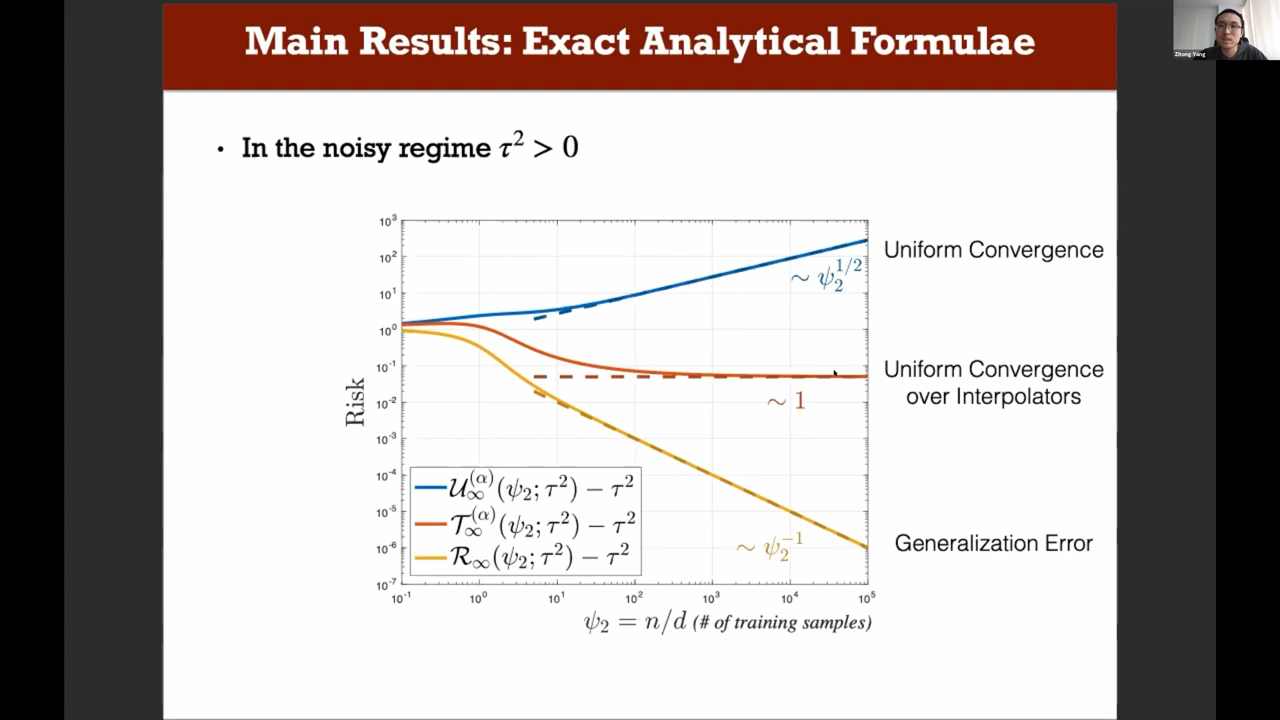 Main Results: Exact Analytical Formulae
Zitong Yang
• In the noisy regime τ² > 0
10³
10²
10¹
10⁰
10⁻¹
10⁻²
10⁻³
10⁻⁴
10⁻⁵
10⁻⁶
10⁻⁷
Risk
∼ ψ₂^{1/2}
∼ 1
∼ ψ₂⁻¹
Uniform Convergence
Uniform Convergence
over Interpolators
Generalization Error
𝒰_∞^{(α)}(ψ₂; τ²) − τ²
𝒯_∞^{(α)}(ψ₂; τ²) − τ²
ℛ_∞(ψ₂; τ²) − τ²
10⁻¹ 10⁰ 10¹ 10² 10³ 10⁴ 10⁵
ψ₂ = n/d (# of training samples)